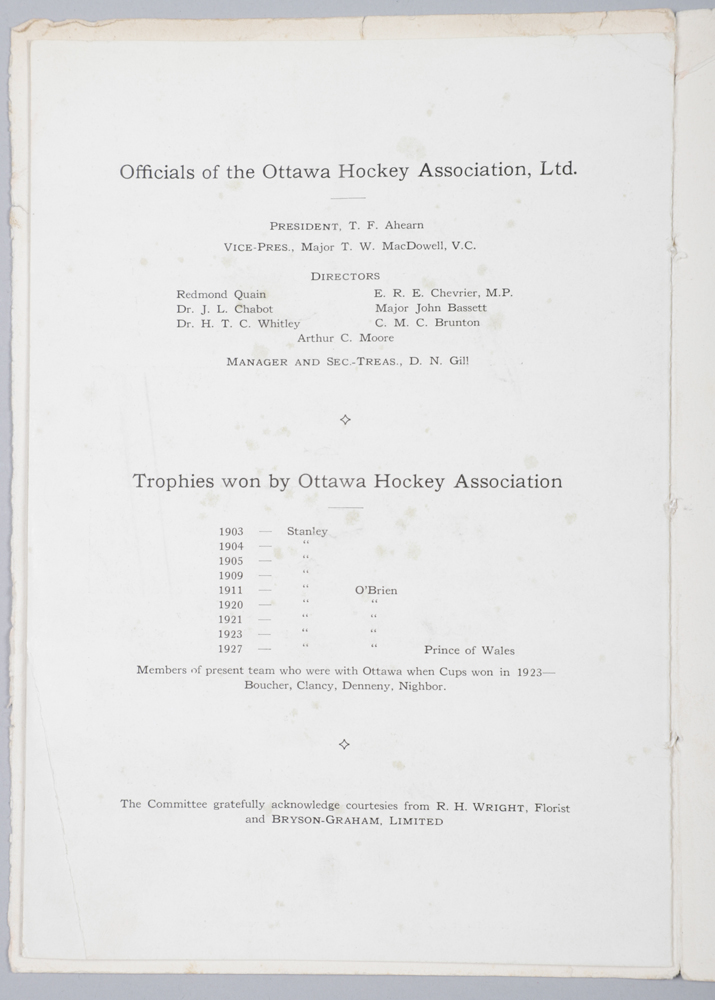 Officials of the Ottawa Hockey Association, Ltd.
PRESIDENT, T. F. Ahearn
VICE-PRES., Major T. W. MacDowell, V.C.
DIRECTORS
Redmond Quain E. R. E. Chevrier, M.P.
Dr. J. L. Chabot Major John Bassett
Dr. H. T. C. Whitley C. M. C. Brunton
Arthur C. Moore
MANAGER AND SEC.-TREAS., D. N. Gill
Trophies won by Ottawa Hockey Association
1903 — Stanley
1904 — “
1905 — “
1909 — “
1911 — “ O'Brien
1920 — “ “
1921 — “ “
1923 — “ “
1927 — “ “ Prince of Wales
Members of present team who were with Ottawa when Cups won in 1923—
Boucher, Clancy, Denneny, Nighbor.
The Committee gratefully acknowledge courtesies from R. H. WRIGHT, Florist
and BRYSON-GRAHAM, LIMITED